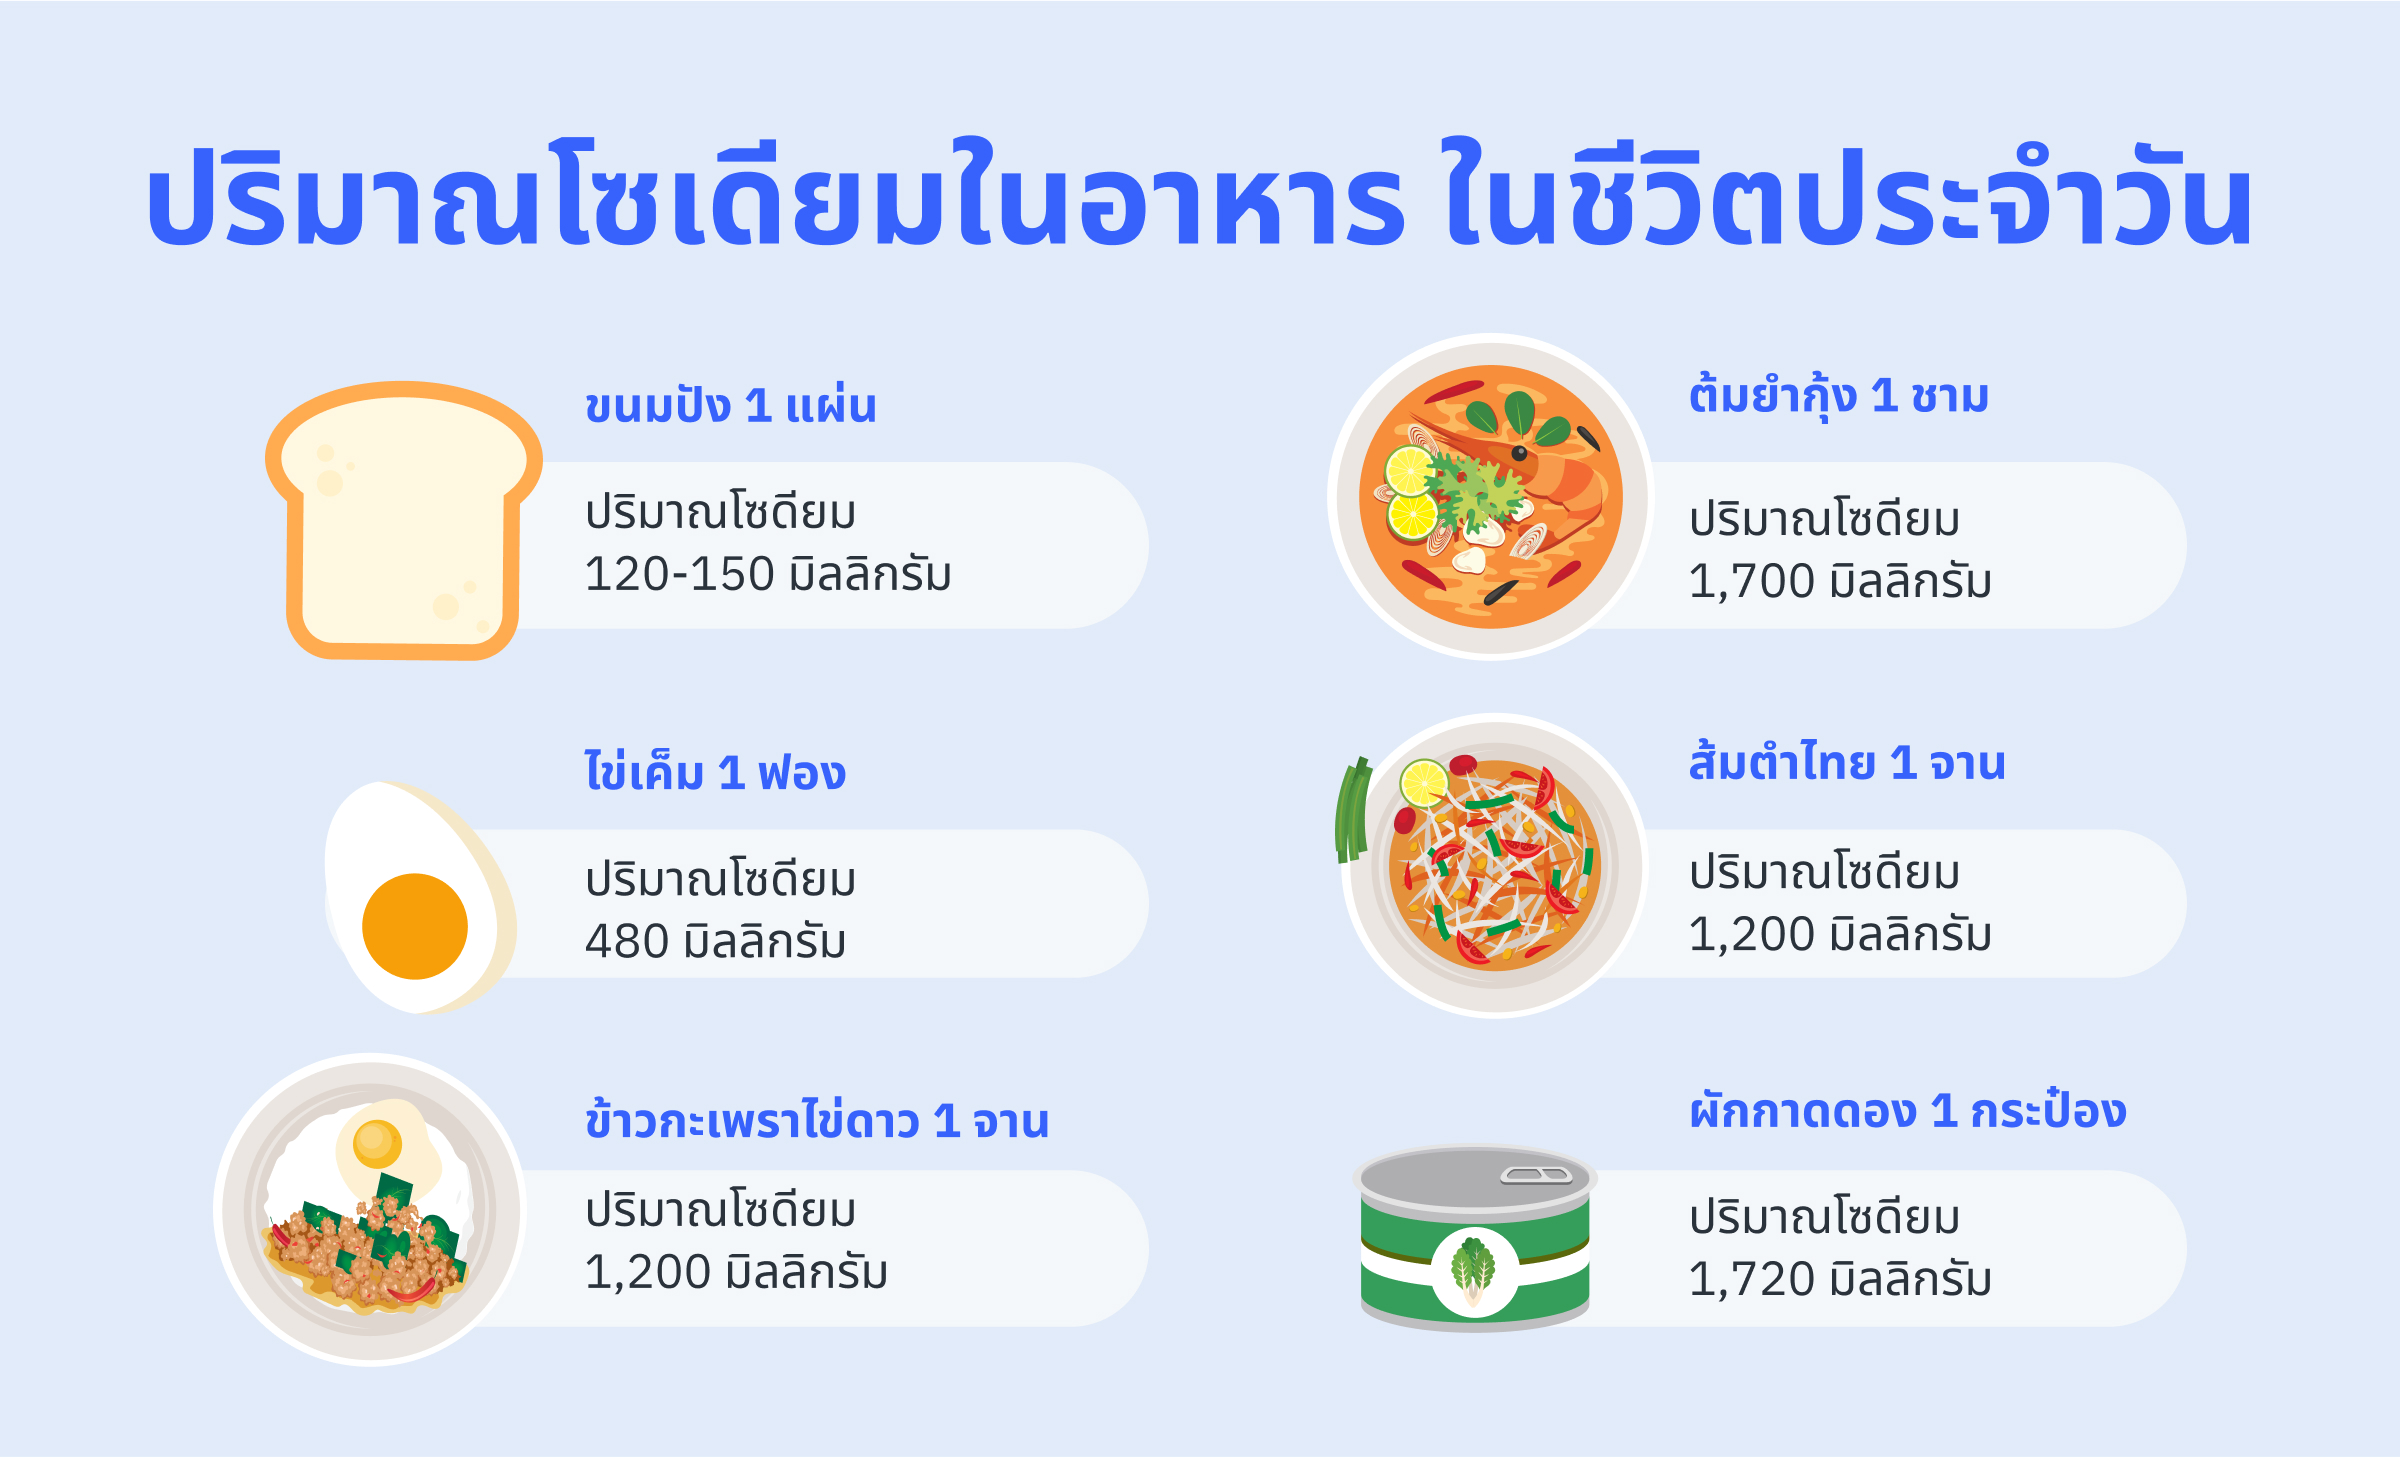 ปริมาณโซเดียมในอาหาร ในชีวิตประจำวัน
ขนมปัง 1 แผ่น
ปริมาณโซดียม
120-150 มิลลิกรัม
ไข่เค็ม 1 ฟอง
ปริมาณโซดียม
480 มิลลิกรัม
ข้าวกะเพราไข่ดาว 1 จาน
ปริมาณโซดียม
1,200 มิลลิกรัม
ต้มยำกุ้ง 1 ชาม
ปริมาณโซดียม
1,700 มิลลิกรัม
ส้มตำไทย 1 จาน
ปริมาณโซดียม
1,200 มิลลิกรัม
ผักกาดดอง 1 กระป๋อง
ปริมาณโซดียม
1,720 มิลลิกรัม